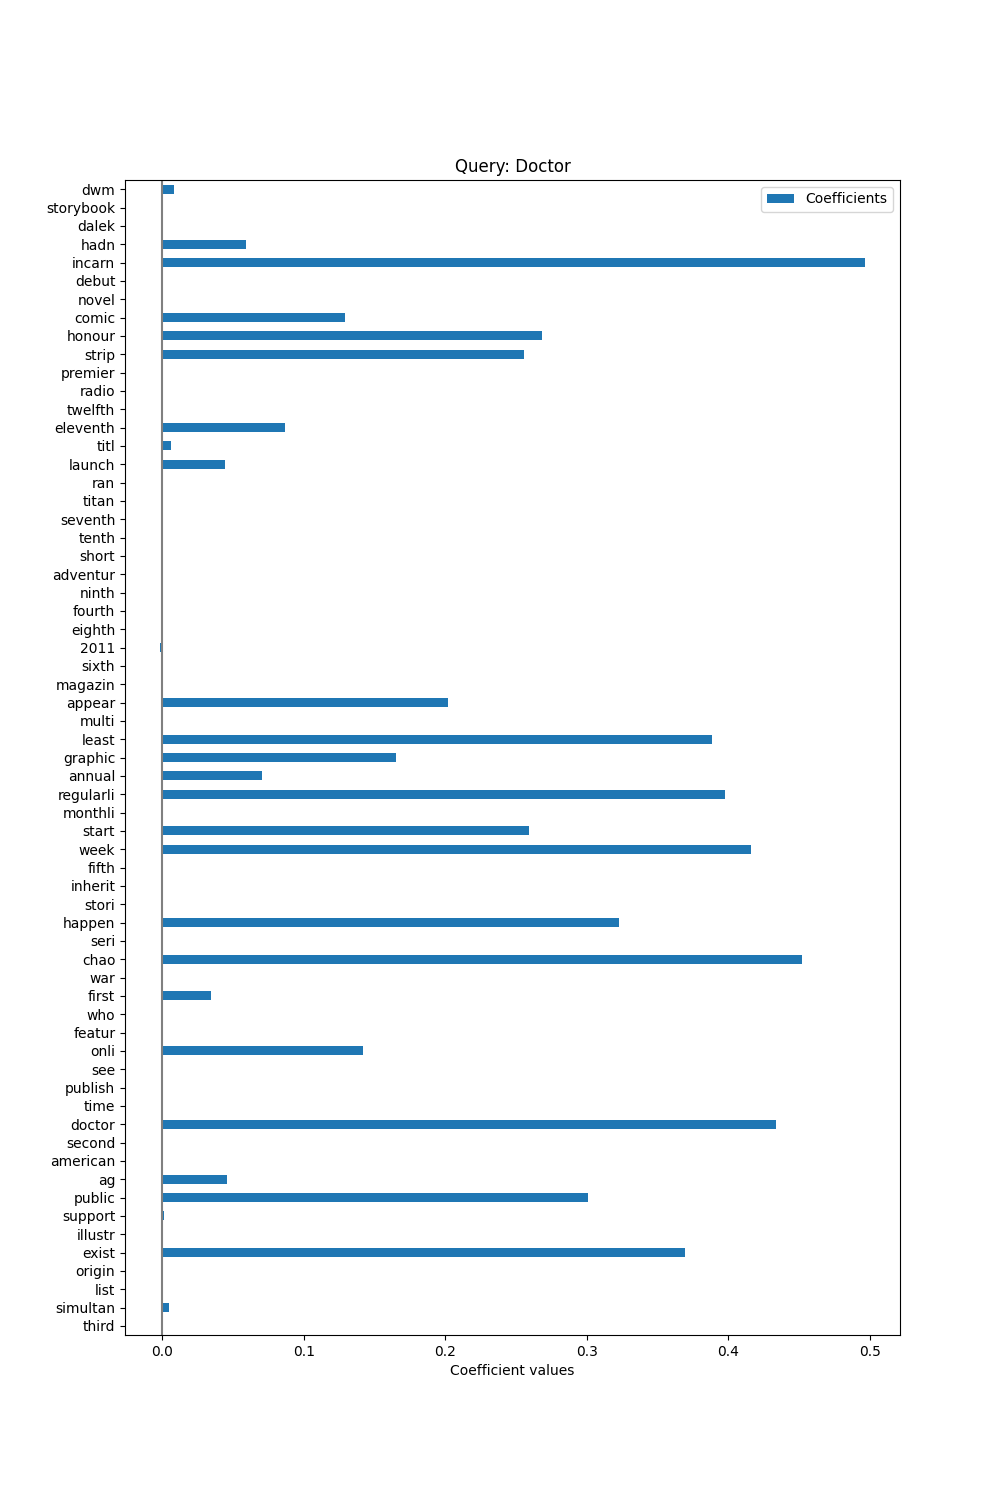 Query: Doctor
Coefficients
dwm
storybook
dalek
hadn
incarn
debut
novel
comic
honour
strip
premier
radio
twelfth
eleventh
titl
launch
ran
titan
seventh
tenth
short
adventur
ninth
fourth
eighth
2011
sixth
magazin
appear
multi
least
graphic
annual
regularli
monthli
start
week
fifth
inherit
stori
happen
seri
chao
war
first
who
featur
onli
see
publish
time
doctor
second
american
ag
public
support
illustr
exist
origin
list
simultan
third
0.0 0.1 0.2 0.3 0.4 0.5
Coefficient values